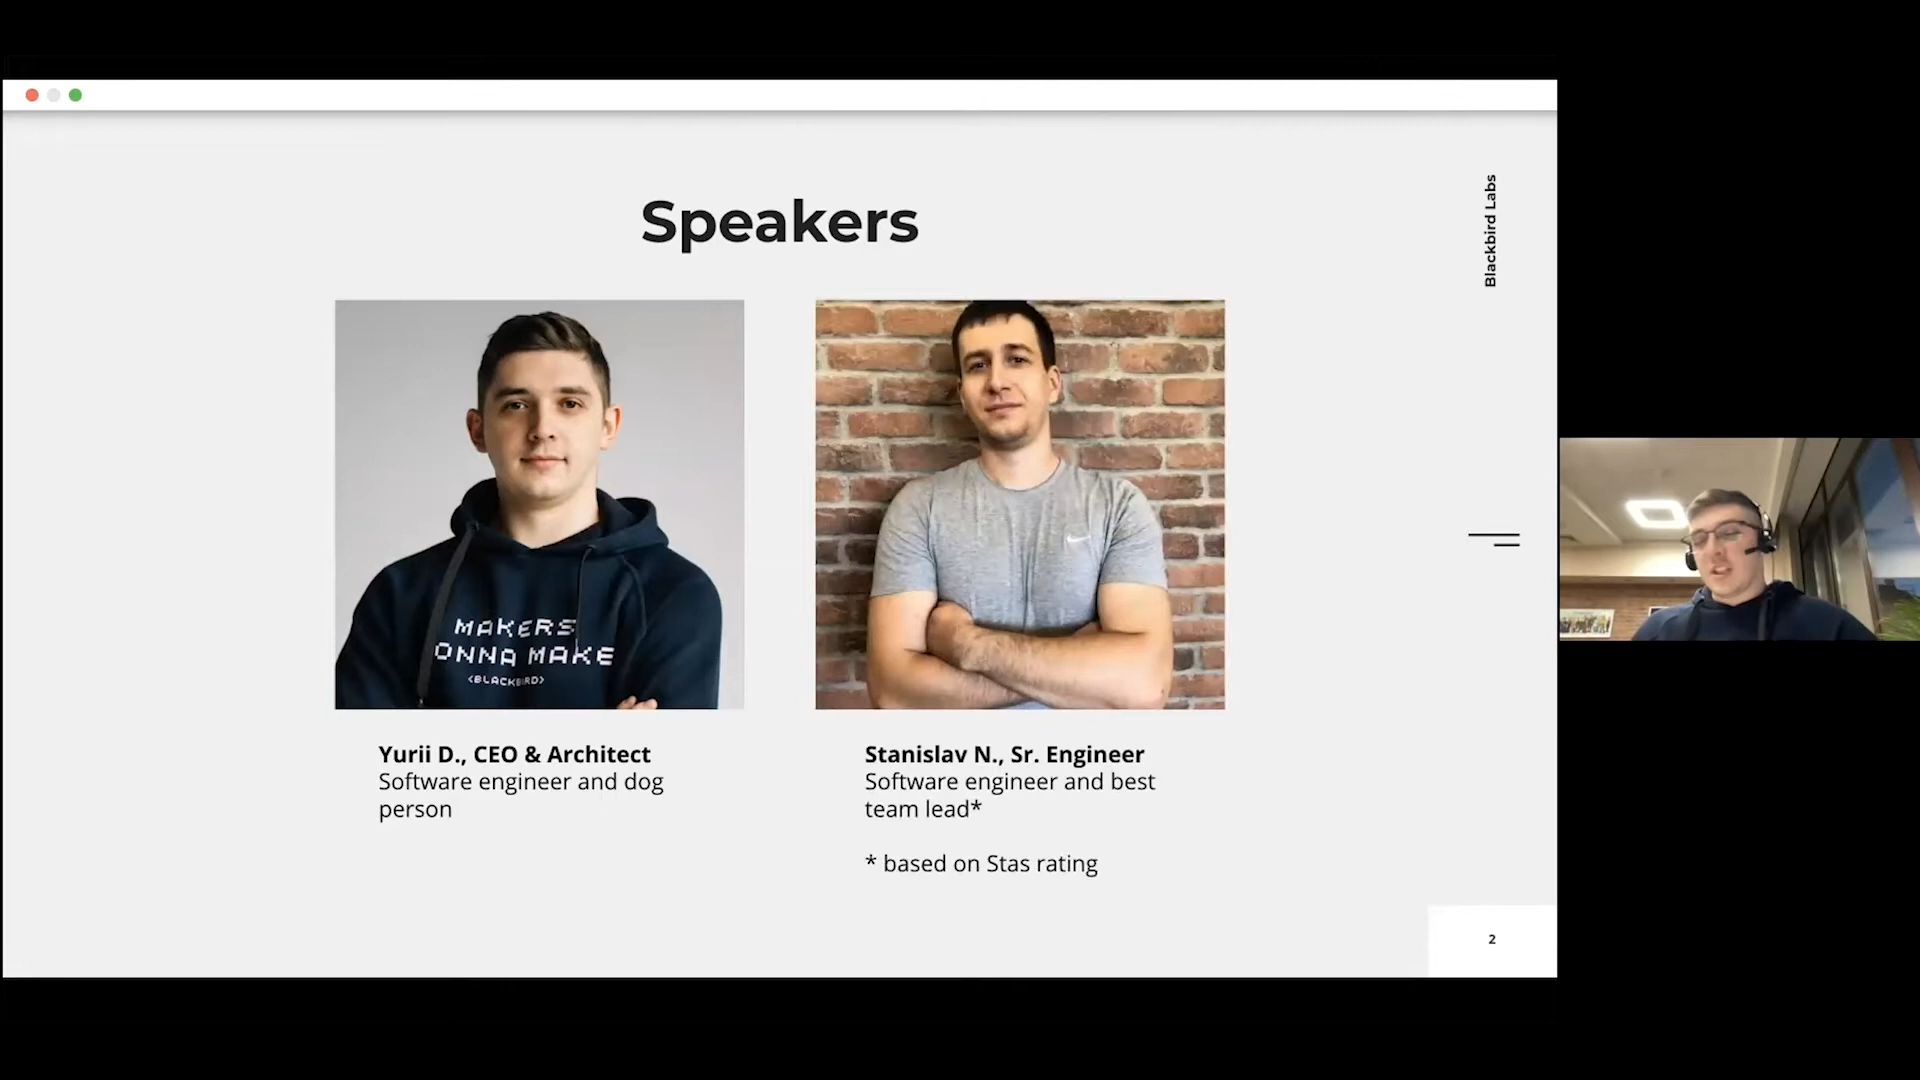 Speakers
Blackbird Labs
MAKERS
ONNA MAKE
<BLACKBIRD>
Yurii D., CEO & Architect
Software engineer and dog
person
Stanislav N., Sr. Engineer
Software engineer and best
team lead*
* based on Stas rating
2